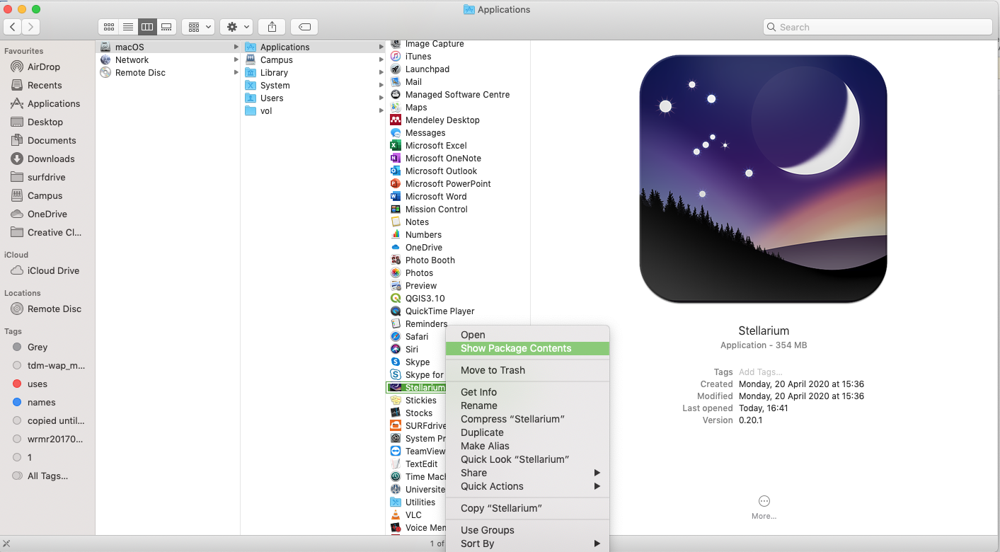 Applications
Search
Favourites
AirDrop
Recents
Applications
Desktop
Documents
Downloads
surfdrive
Campus
OneDrive
Creative Cl...
iCloud
iCloud Drive
Locations
Remote Disc
Tags
Grey
tdm-wap_m...
uses
names
copied until...
wrmr20170...
1
All Tags...
macOS
Network
Remote Disc
Applications
Campus
Library
System
Users
vol
Image Capture
iTunes
Launchpad
Mail
Managed Software Centre
Maps
Mendeley Desktop
Messages
Microsoft Excel
Microsoft OneNote
Microsoft Outlook
Microsoft PowerPoint
Microsoft Word
Mission Control
Notes
Numbers
OneDrive
Photo Booth
Photos
Preview
QGIS3.10
QuickTime Player
Reminders
Safari
Siri
Skype
Skype for
Stellarium
Stickies
Stocks
SURFdrive
System Pr
TeamView
TextEdit
Time Mac
Universite
Utilities
VLC
Voice Mem
1 of
Open
Show Package Contents
Move to Trash
Get Info
Rename
Compress “Stellarium”
Duplicate
Make Alias
Quick Look “Stellarium”
Share
Quick Actions
Copy “Stellarium”
Use Groups
Sort By
Stellarium
Application - 354 MB
Tags Add Tags...
Created Monday, 20 April 2020 at 15:36
Modified Monday, 20 April 2020 at 15:36
Last opened Today, 16:41
Version 0.20.1
More...